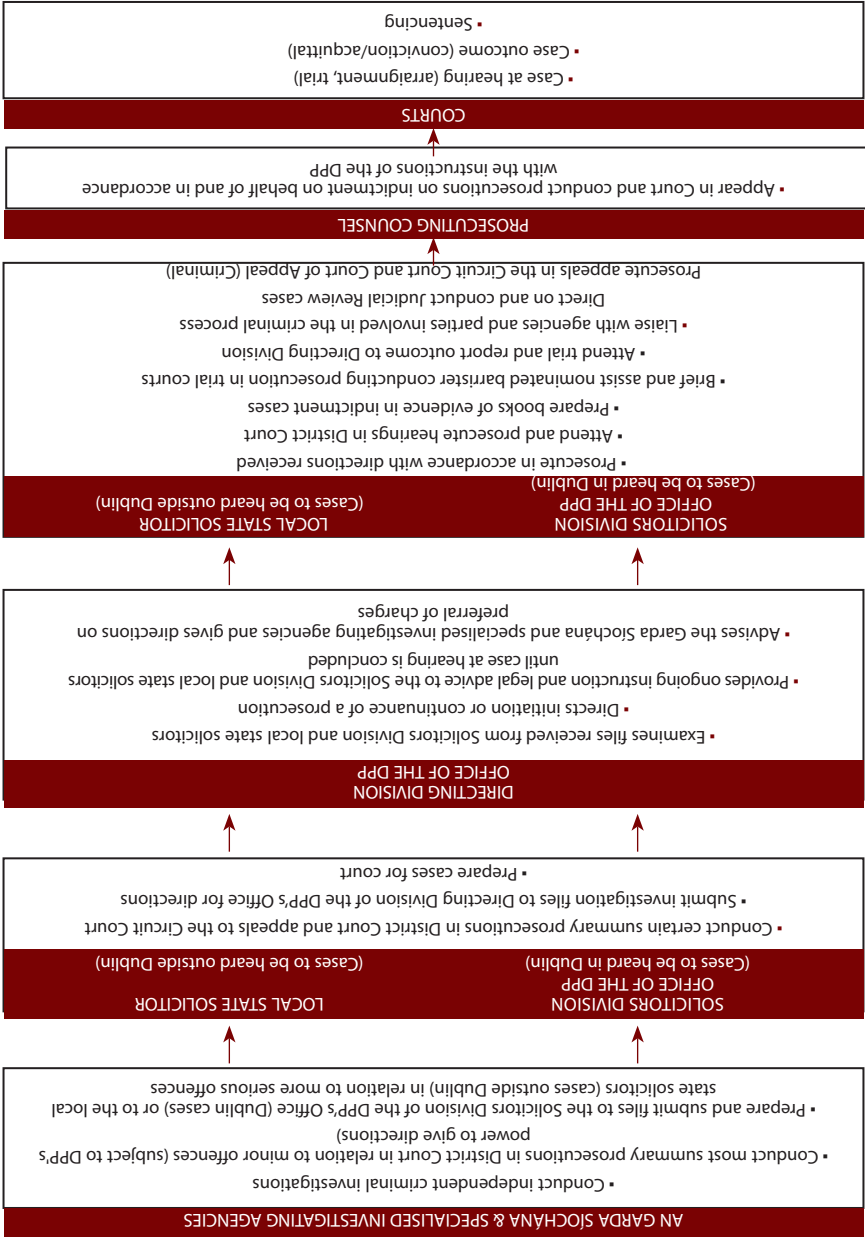 AN GARDA SÍOCHÁNA & SPECIALISED INVESTIGATING AGENCIES
▪ Conduct independent criminal investigations
▪ Conduct most summary prosecutions in District Court in relation to minor offences (subject to DPP's
power to give directions)
▪ Prepare and submit files to the Solicitors Division of the DPP's Office (Dublin cases) or to the local
state solicitors (cases outside Dublin) in relation to more serious offences
SOLICITORS DIVISION
OFFICE OF THE DPP
(Cases to be heard in Dublin)
LOCAL STATE SOLICITOR
(Cases to be heard outside Dublin)
▪ Conduct certain summary prosecutions in District Court and appeals to the Circuit Court
▪ Submit investigation files to Directing Division of the DPP's Office for directions
▪ Prepare cases for court
DIRECTING DIVISION
OFFICE OF THE DPP
▪ Examines files received from Solicitors Division and local state solicitors
▪ Directs initiation or continuance of a prosecution
▪ Provides ongoing instruction and legal advice to the Solicitors Division and local state solicitors
until case at hearing is concluded
▪ Advises the Garda Síochána and specialised investigating agencies and gives directions on
preferral of charges
SOLICITORS DIVISION
OFFICE OF THE DPP
(Cases to be heard in Dublin)
LOCAL STATE SOLICITOR
(Cases to be heard outside Dublin)
▪ Prosecute in accordance with directions received
▪ Attend and prosecute hearings in District Court
▪ Prepare books of evidence in indictment cases
▪ Brief and assist nominated barrister conducting prosecution in trial courts
▪ Attend trial and report outcome to Directing Division
▪ Liaise with agencies and parties involved in the criminal process
Direct on and conduct Judicial Review cases
Prosecute appeals in the Circuit Court and Court of Appeal (Criminal)
PROSECUTING COUNSEL
▪ Appear in Court and conduct prosecutions on indictment on behalf of and in accordance
with the instructions of the DPP
COURTS
▪ Case at hearing (arraignment, trial)
▪ Case outcome (conviction/acquittal)
▪ Sentencing